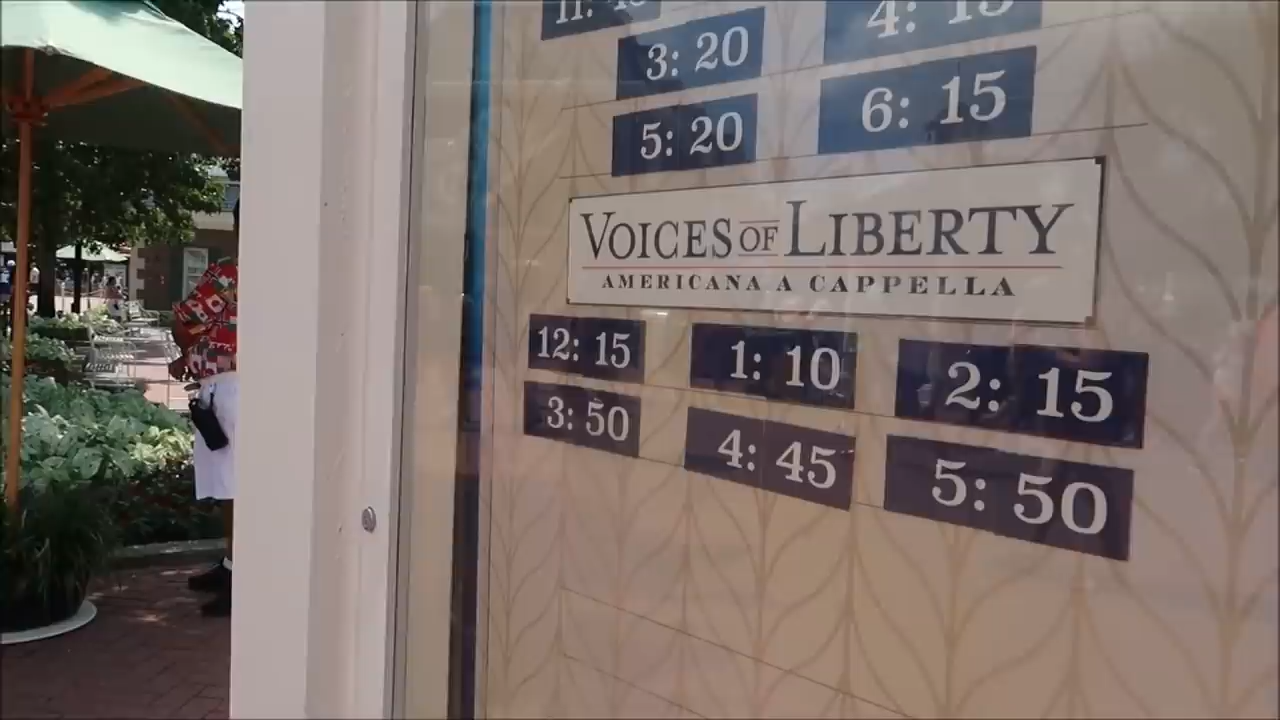 4: 15
3: 20
6: 15
5: 20
VOICES OF LIBERTY
AMERICANA A CAPPELLA
12: 15 1: 10 2: 15
3: 50 4: 45 5: 50